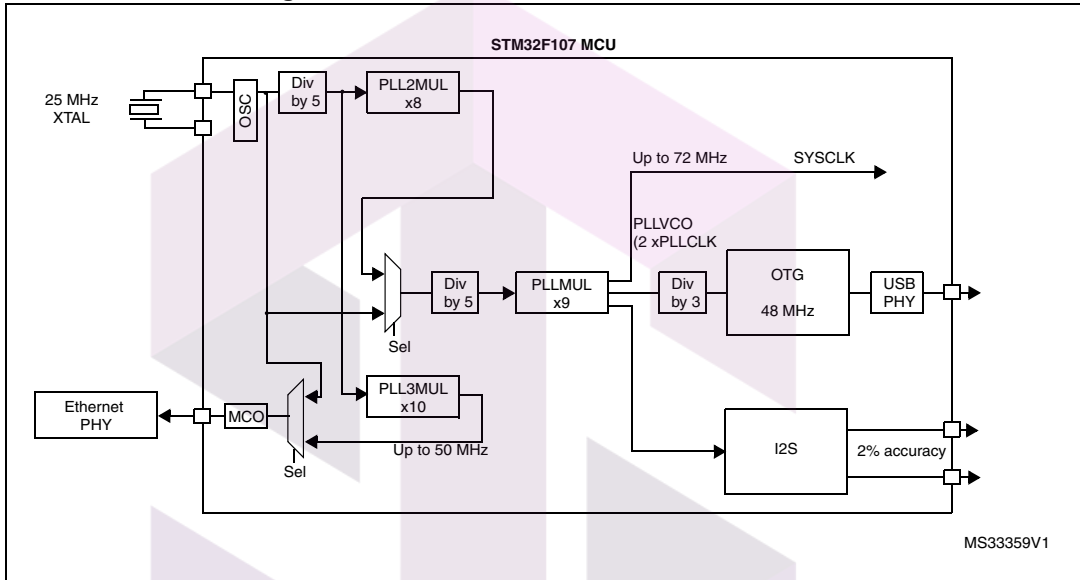 STM32F107 MCU
25 MHz
XTAL
OSC
Div
by 5
PLL2MUL
x8
Up to 72 MHz
SYSCLK
PLLVCO
(2 xPLLCLK
Sel
Div
by 5
PLLMUL
x9
Div
by 3
OTG
48 MHz
USB
PHY
Ethernet
PHY
MCO
Sel
PLL3MUL
x10
Up to 50 MHz
I2S
2% accuracy
MS33359V1